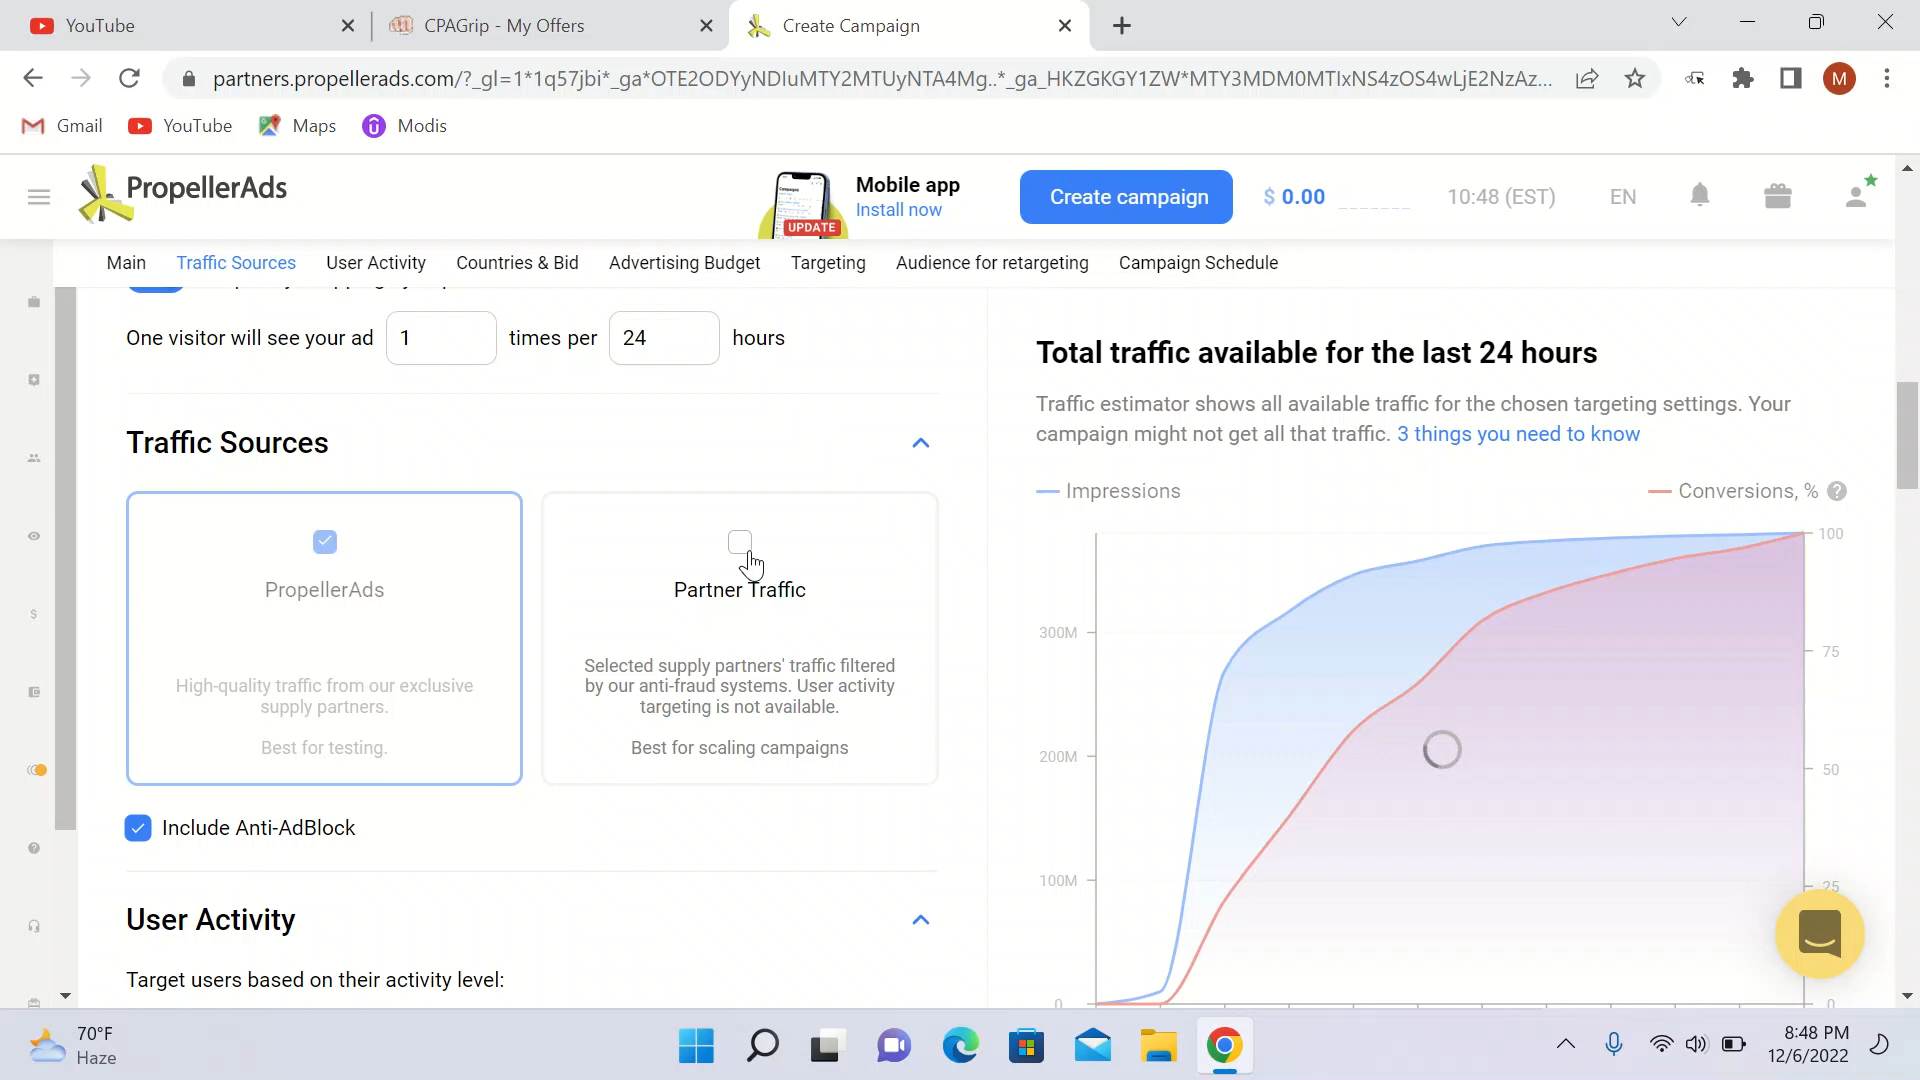 YouTube
CPAGrip - My Offers
Create Campaign
partners.propellerads.com/?_gl=1*1q57jbi*_ga*OTE2ODYyNDIuMTY2MTUyNTA4Mg..*_ga_HKZGKGY1ZW*MTY3MDM0MTIxNS4zOS4wLjE2NzAz...
M
Gmail
YouTube
Maps
Modis
PropellerAds
UPDATE
Mobile app
Install now
Create campaign
$ 0.00
10:48 (EST)
EN
Main
Traffic Sources
User Activity
Countries & Bid
Advertising Budget
Targeting
Audience for retargeting
Campaign Schedule
One visitor will see your ad 1 times per 24 hours
Traffic Sources
PropellerAds
High-quality traffic from our exclusive
supply partners.
Best for testing.
Partner Traffic
Selected supply partners' traffic filtered
by our anti-fraud systems. User activity
targeting is not available.
Best for scaling campaigns
Include Anti-AdBlock
User Activity
Target users based on their activity level:
Total traffic available for the last 24 hours
Traffic estimator shows all available traffic for the chosen targeting settings. Your
campaign might not get all that traffic. 3 things you need to know
Impressions
Conversions, %
?
100
300M
75
200M
50
100M
25
0
0
70°F
Haze
8:48 PM
12/6/2022